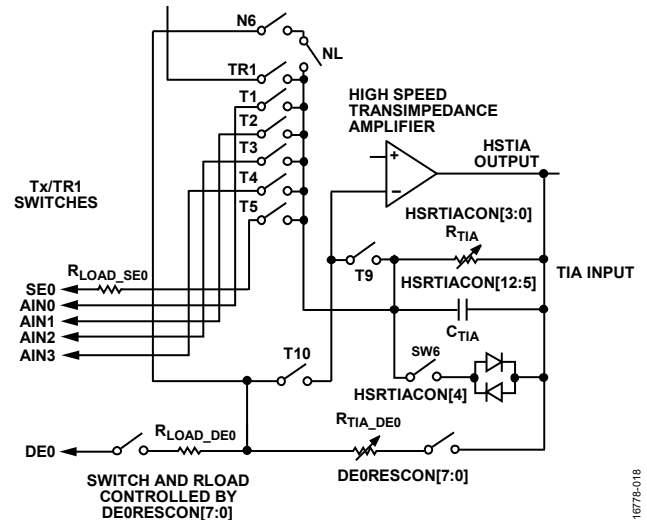 N6
NL
TR1
T1
T2
T3
T4
T5
Tx/TR1
SWITCHES
HIGH SPEED
TRANSIMPEDANCE
AMPLIFIER
+
–
HSTIA
OUTPUT
HSRTIACON[3:0]
RTIA
T9
HSRTIACON[12:5]
TIA INPUT
CTIA
RLOAD_SE0
SE0
AIN0
AIN1
AIN2
AIN3
T10
SW6
HSRTIACON[4]
RTIA_DE0
RLOAD_DE0
DE0
DE0RESCON[7:0]
SWITCH AND RLOAD
CONTROLLED BY
DE0RESCON[7:0]
16778-018